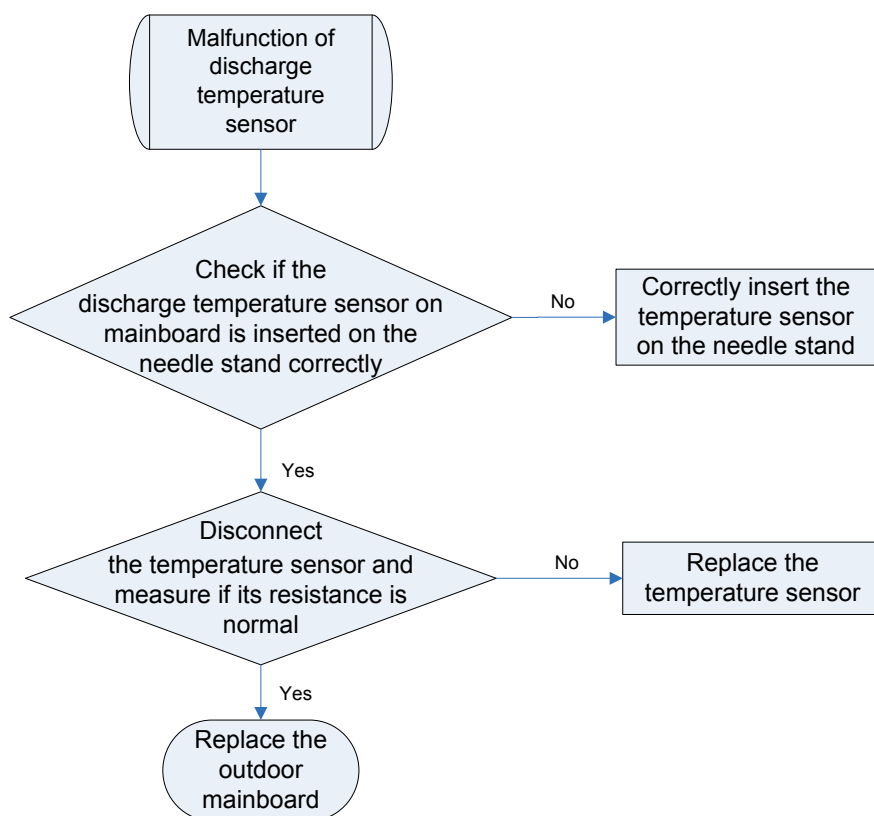 Malfunction of
discharge
temperature
sensor
Check if the
discharge temperature sensor on
mainboard is inserted on the
needle stand correctly
No
Correctly insert the
temperature sensor
on the needle stand
Yes
Disconnect
the temperature sensor and
measure if its resistance is
normal
No
Replace the
temperature sensor
Yes
Replace the
outdoor
mainboard